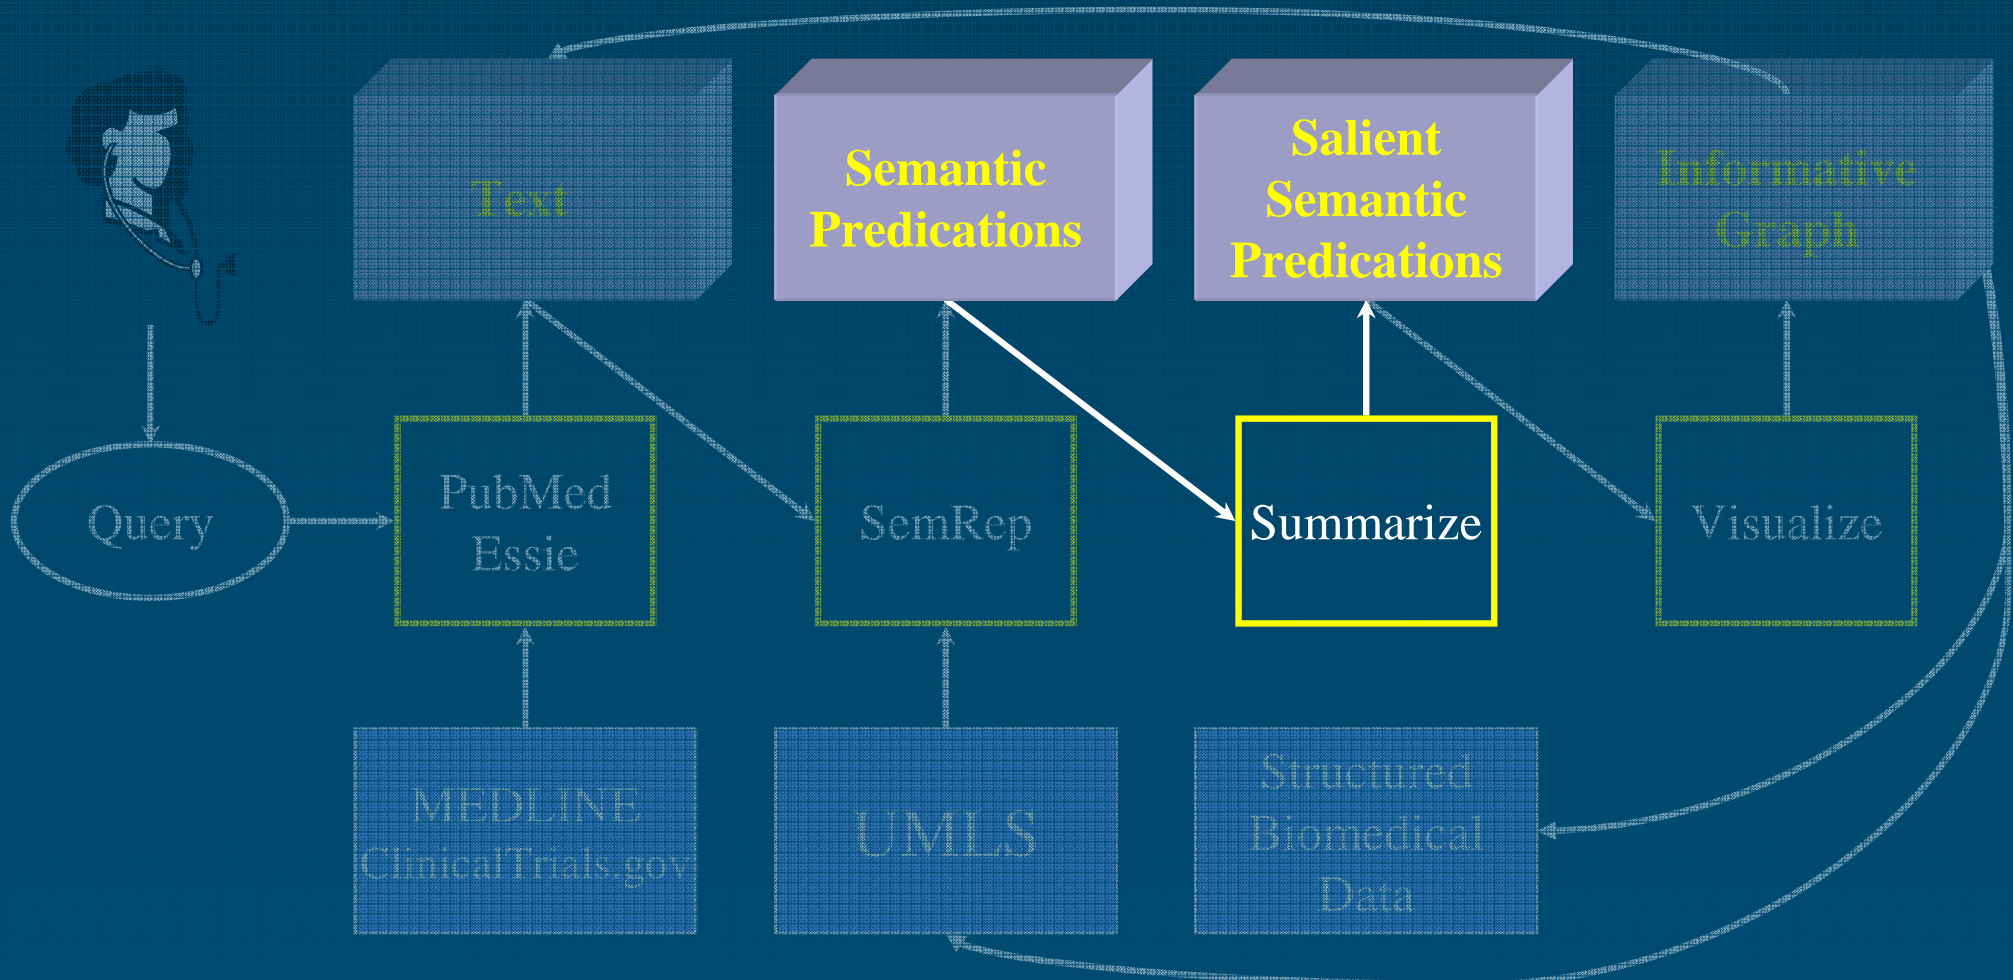 Text
Semantic
Predications
Salient
Semantic
Predications
Informative
Graph
Query
PubMed
Essie
SemRep
Summarize
Visualize
MEDLINE
ClinicalTrials.gov
UMLS
Structured
Biomedical
Data